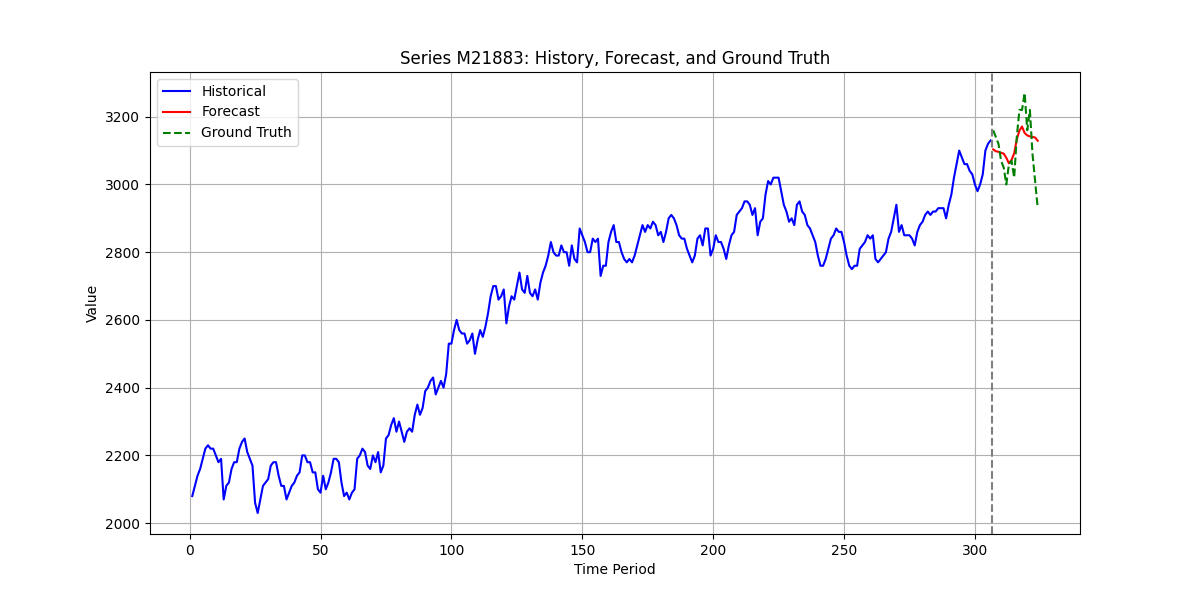 Series M21883: History, Forecast, and Ground Truth
Historical
Forecast
Ground Truth
3200
3000
2800
2600
2400
2200
2000
Value
0 50 100 150 200 250 300
Time Period